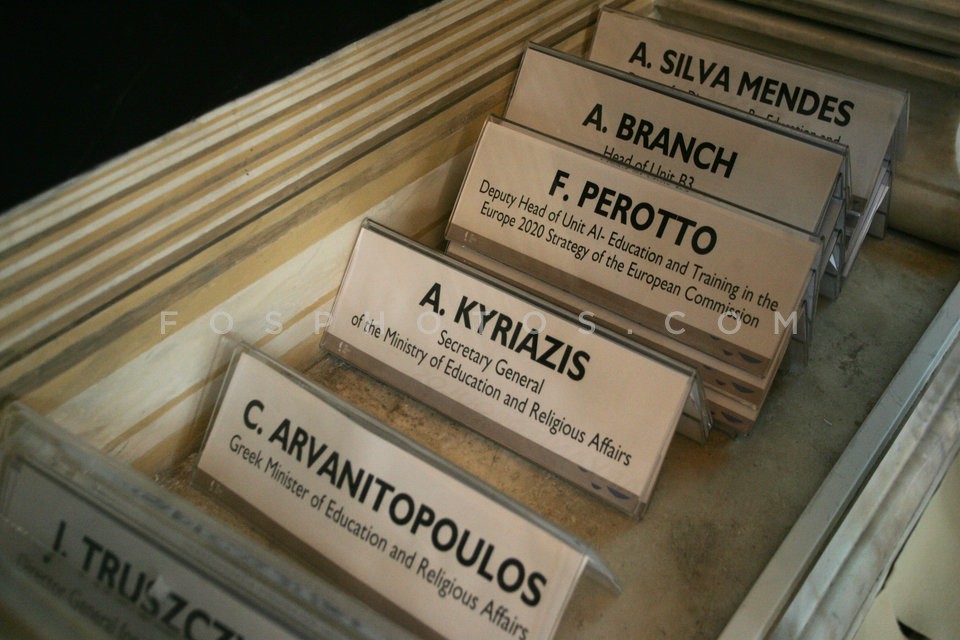 A. SILVA MENDES
A. BRANCH
Head of Unit B3
F. PEROTTO
Deputy Head of Unit A1- Education and Training in the
Europe 2020 Strategy of the European Commission
A. KYRIAZIS
Secretary General
of the Ministry of Education and Religious Affairs
C. ARVANITOPOULOS
Greek Minister of Education and Religious Affairs
FOSPHOTOS.COM